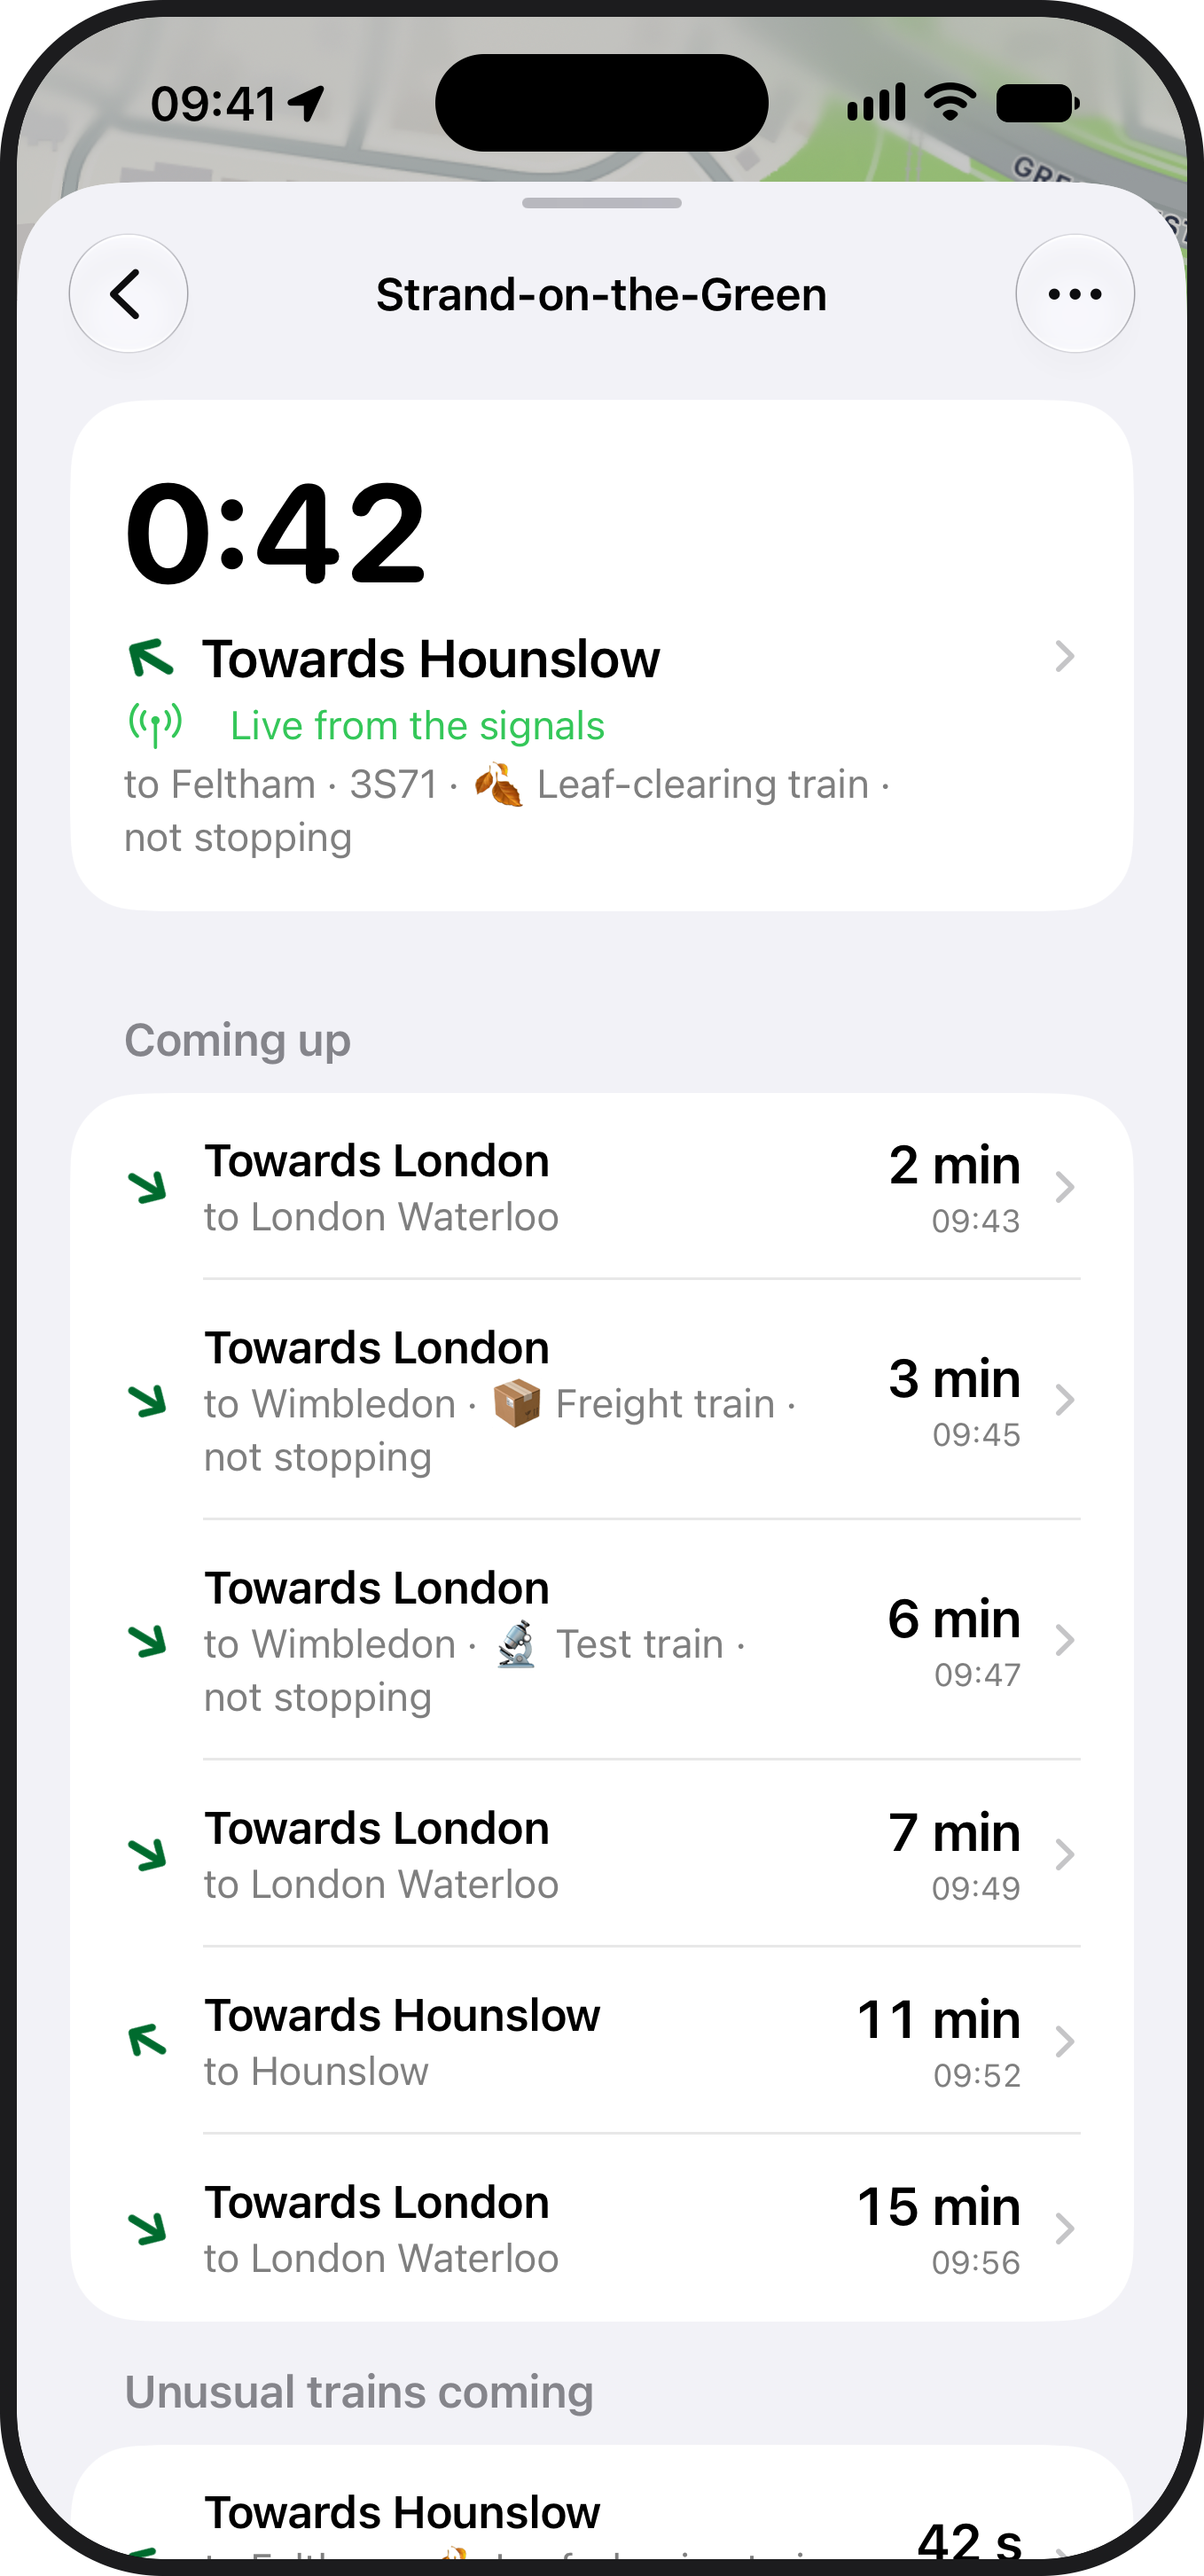 09:41
GRE
ST
Strand-on-the-Green
0:42
Towards Hounslow
Live from the signals
to Feltham · 3S71 · 🍂 Leaf-clearing train ·
not stopping
Coming up
Towards London
2 min
to London Waterloo
09:43
Towards London
3 min
to Wimbledon · 📦 Freight train ·
09:45
not stopping
Towards London
6 min
to Wimbledon · 🔬 Test train ·
09:47
not stopping
Towards London
7 min
to London Waterloo
09:49
Towards Hounslow
11 min
to Hounslow
09:52
Towards London
15 min
to London Waterloo
09:56
Unusual trains coming
Towards Hounslow
42 s